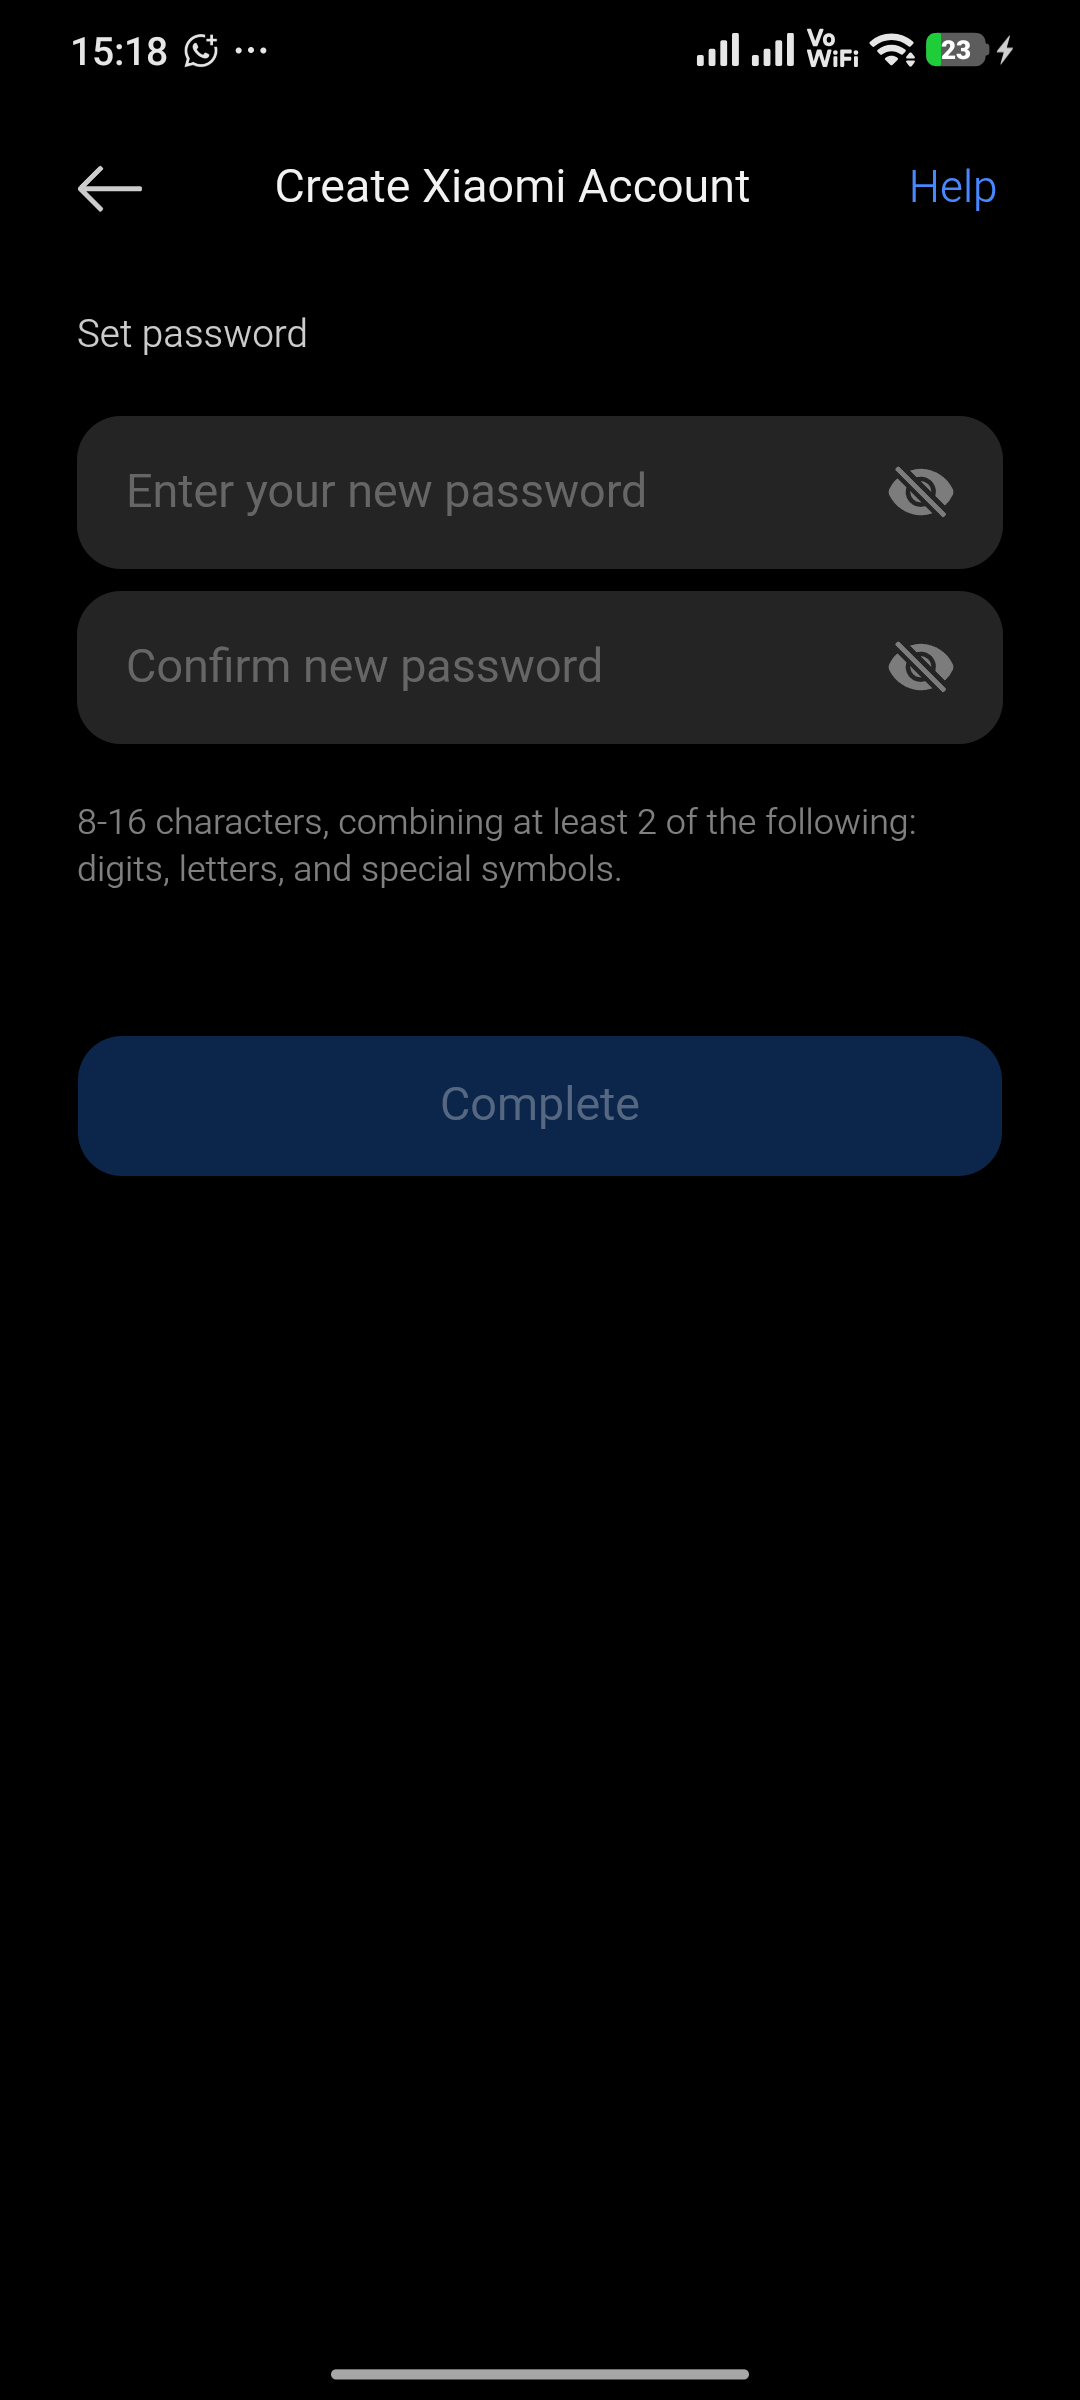 15:18
Vo
WiFi
23
Create Xiaomi Account
Help
Set password
Enter your new password
Confirm new password
8-16 characters, combining at least 2 of the following:
digits, letters, and special symbols.
Complete